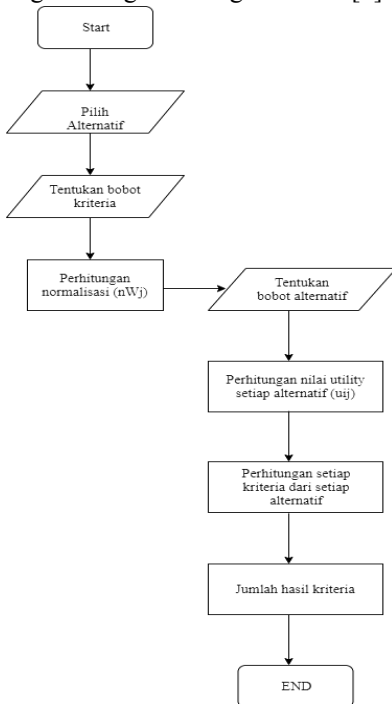 Start
Pilih
Alternatif
Tentukan bobot
kriteria
Perhitungan
normalisasi (nWj)
Tentukan
bobot alternatif
Perhitungan nilai utility
setiap alternatif (uij)
Perhitungan setiap
kriteria dari setiap
alternatif
Jumlah hasil kriteria
END